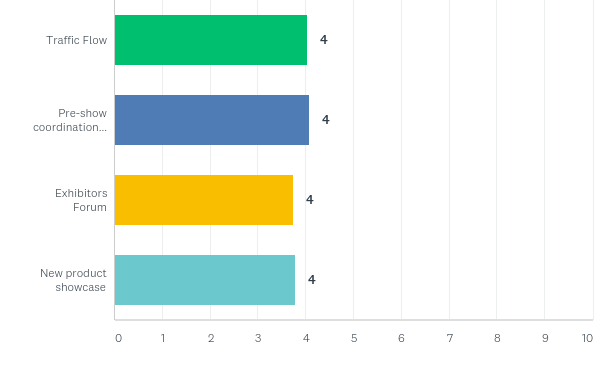 Traffic Flow
4
Pre-show
coordination...
4
Exhibitors
Forum
4
New product
showcase
4
0 1 2 3 4 5 6 7 8 9 10